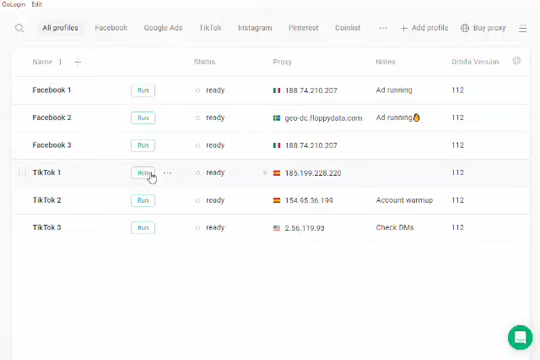 GoLogin Edit
All profiles Facebook Google Ads TikTok Instagram Pinterest Coinlist ··· + Add profile Buy proxy
Name + Status Proxy Notes Orbita Version
Facebook 1 Run ready 188.74.210.207 Ad running 112
Facebook 2 Run ready geo-dc.floppydata.com Ad running🔥 112
Facebook 3 Run ready 188.74.210.207 112
TikTok 1 Run ··· ready 185.199.228.220 112
TikTok 2 Run ready 154.95.36.199 Account warmup 112
TikTok 3 Run ready 2.56.119.93 Check DMs 112